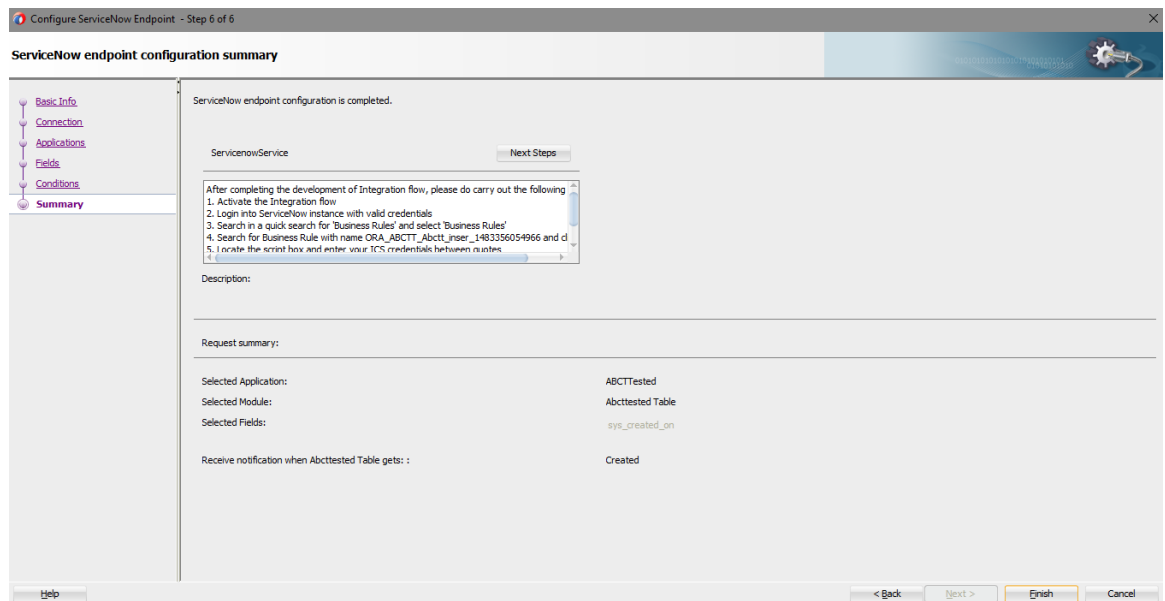 Configure ServiceNow Endpoint - Step 6 of 6
ServiceNow endpoint configuration summary
Basic Info
Connection
Applications
Fields
Conditions
Summary
ServiceNow endpoint configuration is completed.
ServicenowService
Next Steps
After completing the development of Integration flow, please do carry out the following
1. Activate the Integration flow
2. Login into ServiceNow instance with valid credentials
3. Search in a quick search for 'Business Rules' and select 'Business Rules'
4. Search for Business Rule with name ORA_ABCTT_Abctt_inser_1483356054966 and cl
5. Locate the script box and enter your ICS credentials between quotes
Description:
Request summary:
Selected Application: ABCTTested
Selected Module: Abcttested Table
Selected Fields: sys_created_on
Receive notification when Abcttested Table gets: : Created
Help
< Back
Next >
Finish
Cancel